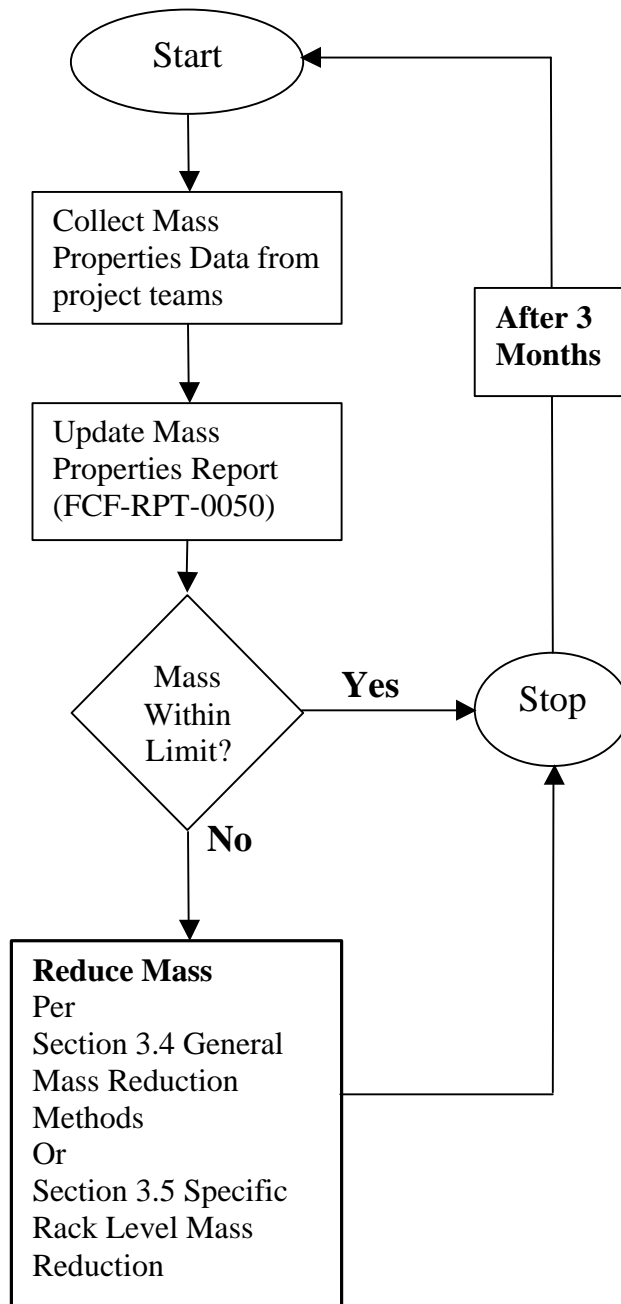 Start
Collect Mass
Properties Data from
project teams
After 3
Months
Update Mass
Properties Report
(FCF-RPT-0050)
Mass
Within
Limit?
Yes
Stop
No
Reduce Mass
Per
Section 3.4 General
Mass Reduction
Methods
Or
Section 3.5 Specific
Rack Level Mass
Reduction